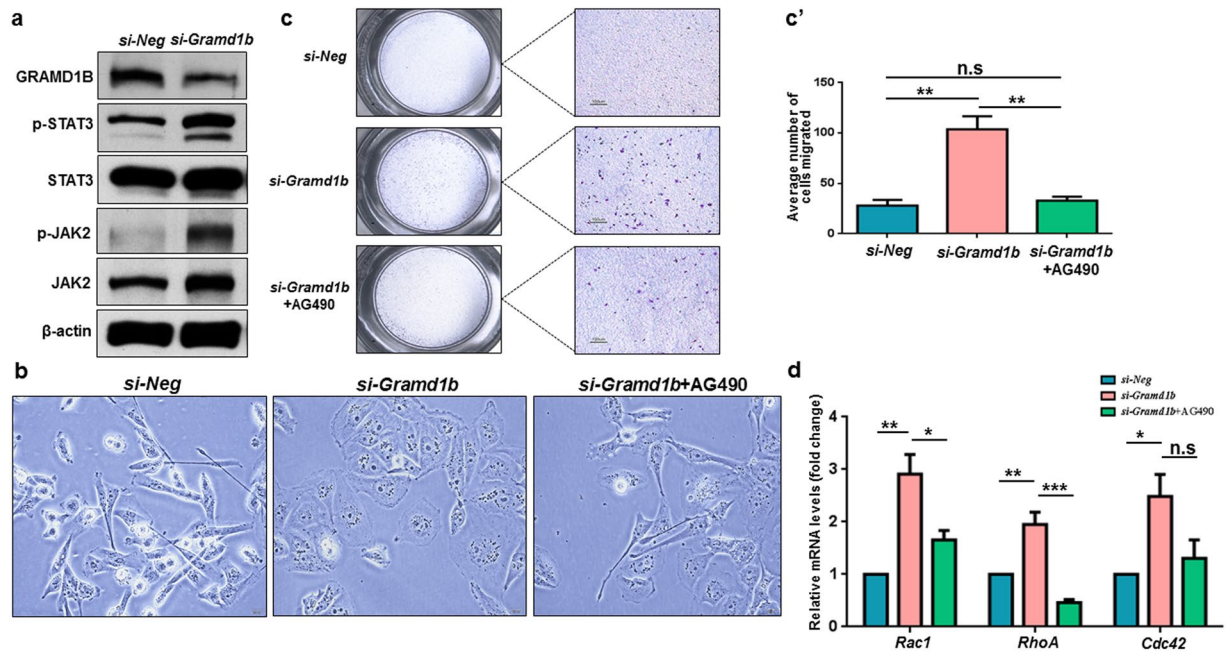 a
si-Neg si-Gramd1b
GRAMD1B
p-STAT3
STAT3
p-JAK2
JAK2
β-actin
c
si-Neg
si-Gramd1b
si-Gramd1b
+AG490
c'
n.s
** **
Average number of
cells migrated
150
100
50
0
si-Neg
si-Gramd1b
si-Gramd1b
+AG490
b
si-Neg
si-Gramd1b
si-Gramd1b+AG490
d
si-Neg
si-Gramd1b
si-Gramd1b+AG490
Relative mRNA levels (fold change)
4
3
2
1
0
** *
** ***
* n.s
Rac1
RhoA
Cdc42